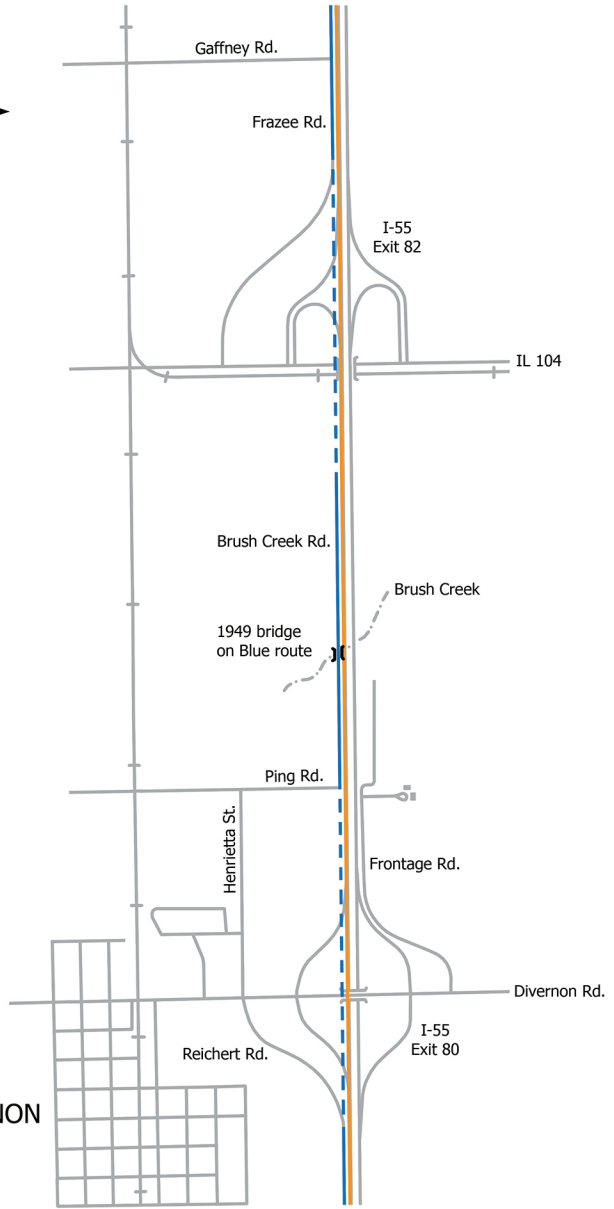 Gaffney Rd.
Frazee Rd.
I-55
Exit 82
IL 104
Brush Creek Rd.
Brush Creek
1949 bridge
on Blue route
Ping Rd.
Henrietta St.
Frontage Rd.
Divernon Rd.
I-55
Exit 80
Reichert Rd.